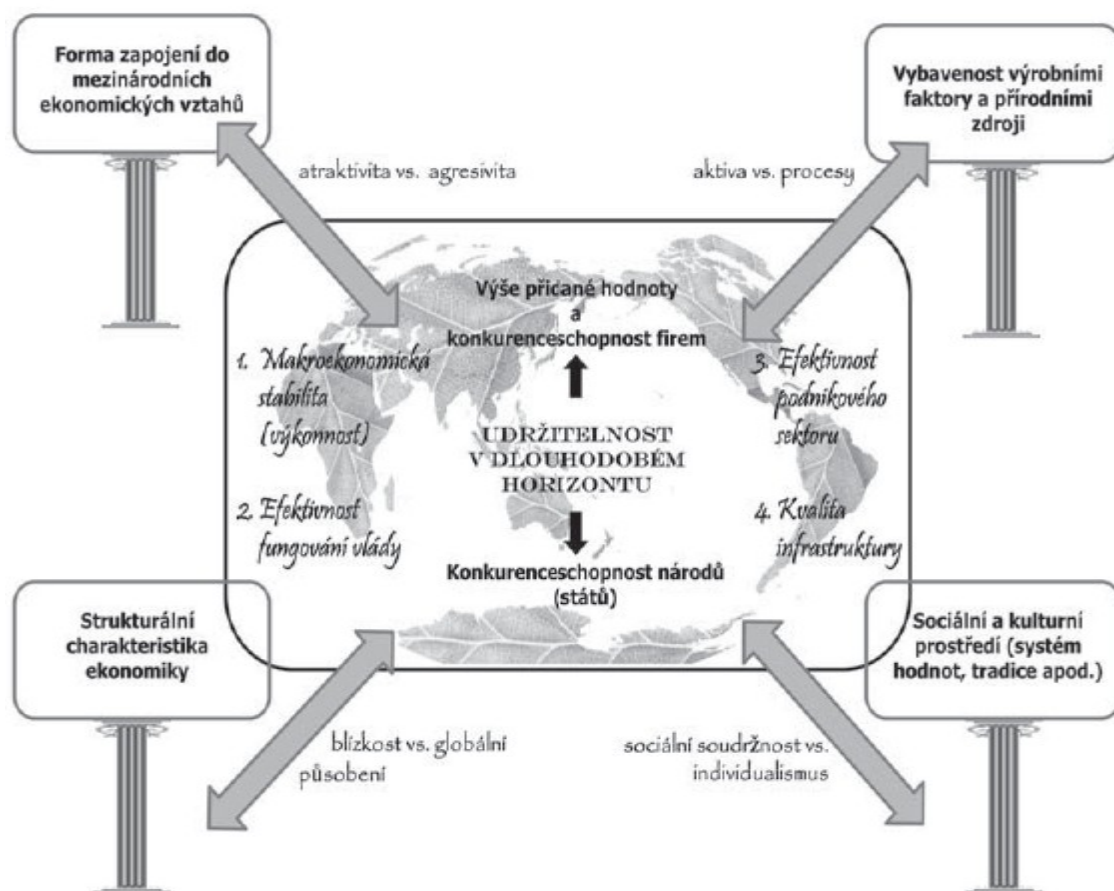 Forma zapojení do
mezinárodních
ekonomických vztahů
Vybavenost výrobními
faktory a přírodními
zdroji
atraktivita vs. agresivita
aktiva vs. procesy
Výše přidané hodnoty
a
konkurenceschopnost firem
1. Makroekonomická
stabilita
(výkonnost)
3. Efektivnost
podnikového
sektoru
UDRŽITELNOST
V DLOUHODOBÉM
HORIZONTU
2. Efektivnost
fungování vlády
4. Kvalita
infrastruktury
Konkurenceschopnost národů
(států)
Strukturální
charakteristika
ekonomiky
Sociální a kulturní
prostředí (systém
hodnot, tradice apod.)
blízkost vs. globální
působení
sociální soudržnost vs.
individualismus